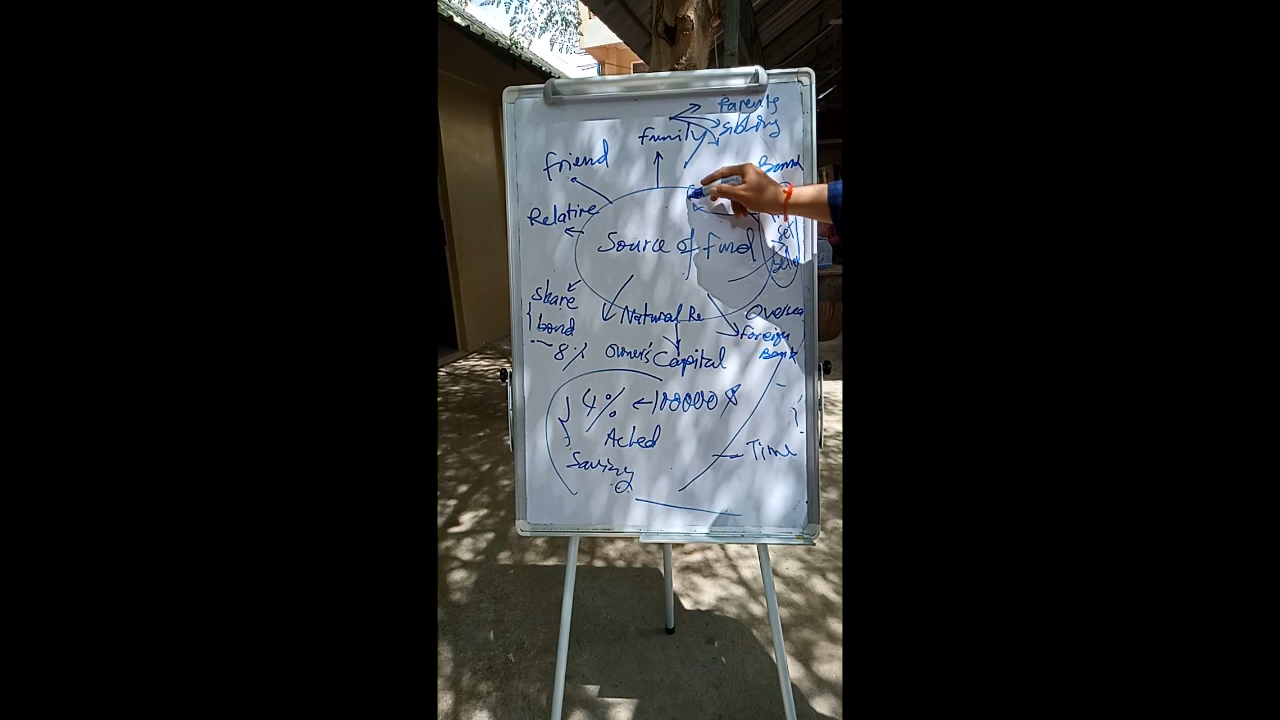 Parents
Sibling
Family
friend
Relative
Source of Fund
share
bond
8%
Natural Re
Oversea
Foreign
Bank
owner's Capital
4% ←100000 $
Acted
Saving
Time